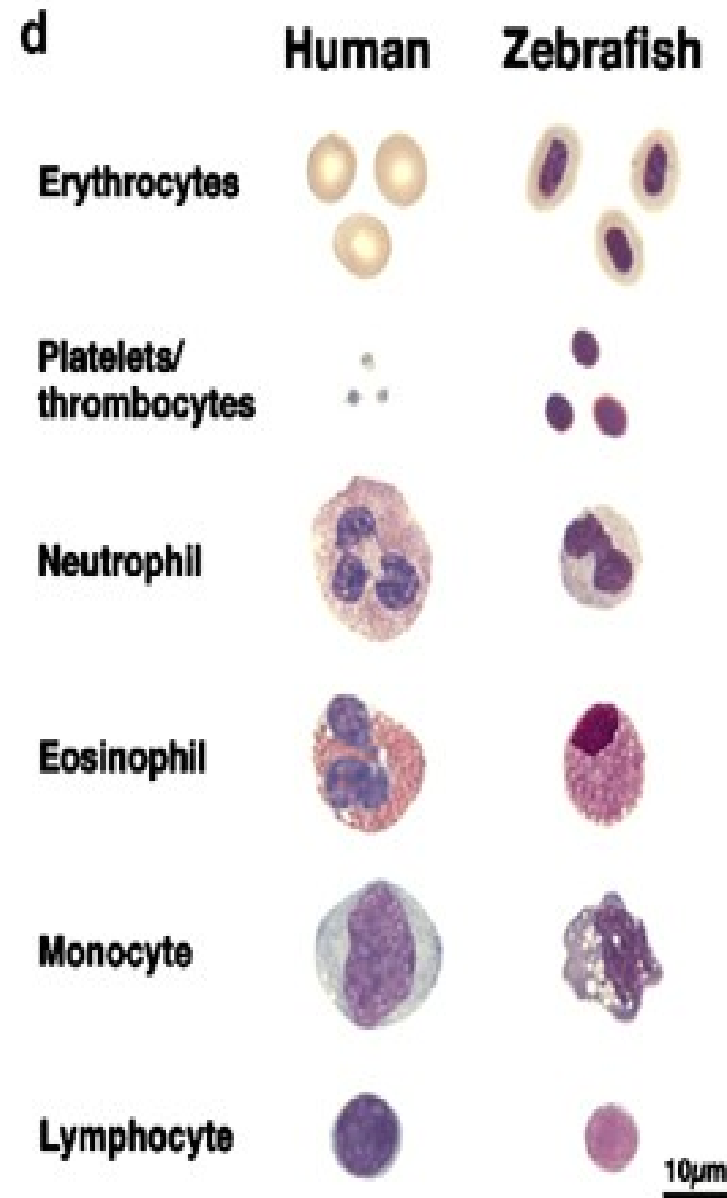 d
Human Zebrafish
Erythrocytes
Platelets/
thrombocytes
Neutrophil
Eosinophil
Monocyte
Lymphocyte
10µm